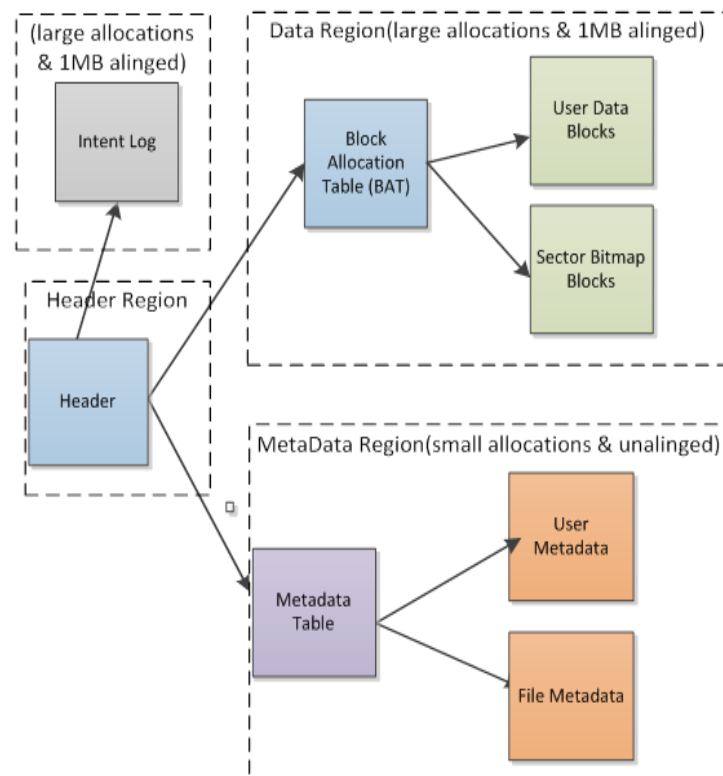 (large allocations
& 1MB alinged)
Intent Log
Data Region(large allocations & 1MB alinged)
Block
Allocation
Table (BAT)
User Data
Blocks
Sector Bitmap
Blocks
Header Region
Header
MetaData Region(small allocations & unalinged)
Metadata
Table
User
Metadata
File Metadata